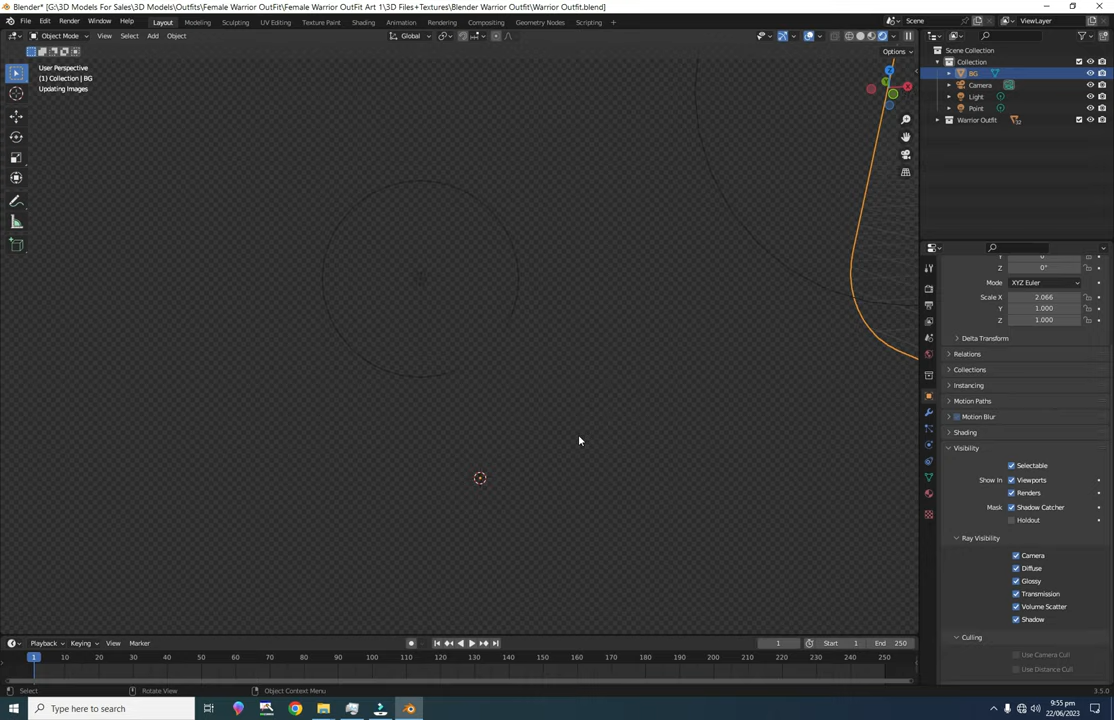 Blender* [G:\3D Models For Sales\3D Models\Outfits\Female Warrior OutFit\Female Warrior OutFit Art 1\3D Files+Textures\Blender Warrior Outfit\Warrior Outfit.blend]
File Edit Render Window Help Layout Modeling Sculpting UV Editing Texture Paint Shading Animation Rendering Compositing Geometry Nodes Scripting + Scene ViewLayer
Object Mode View Select Add Object Global
Options
User Perspective
(1) Collection | BG
Updating Images
Z
Y
X
Scene Collection
Collection
BG
Camera
Light
Point
Warrior Outfit
Y 0°
Z 0°
Mode XYZ Euler
Scale X 2.066
Y 1.000
Z 1.000
Delta Transform
Relations
Collections
Instancing
Motion Paths
Motion Blur
Shading
Visibility
Selectable
Show In Viewports
Renders
Mask Shadow Catcher
Holdout
Ray Visibility
Camera
Diffuse
Glossy
Transmission
Volume Scatter
Shadow
Culling
Use Camera Cull
Use Distance Cull
Playback Keying View Marker 1 Start 1 End 250
1 10 20 30 40 50 60 70 80 90 100 110 120 130 140 150 160 170 180 190 200 210 220 230 240 250
Select Rotate View Object Context Menu 3.5.0
Type here to search
9:55 pm
22/06/2023